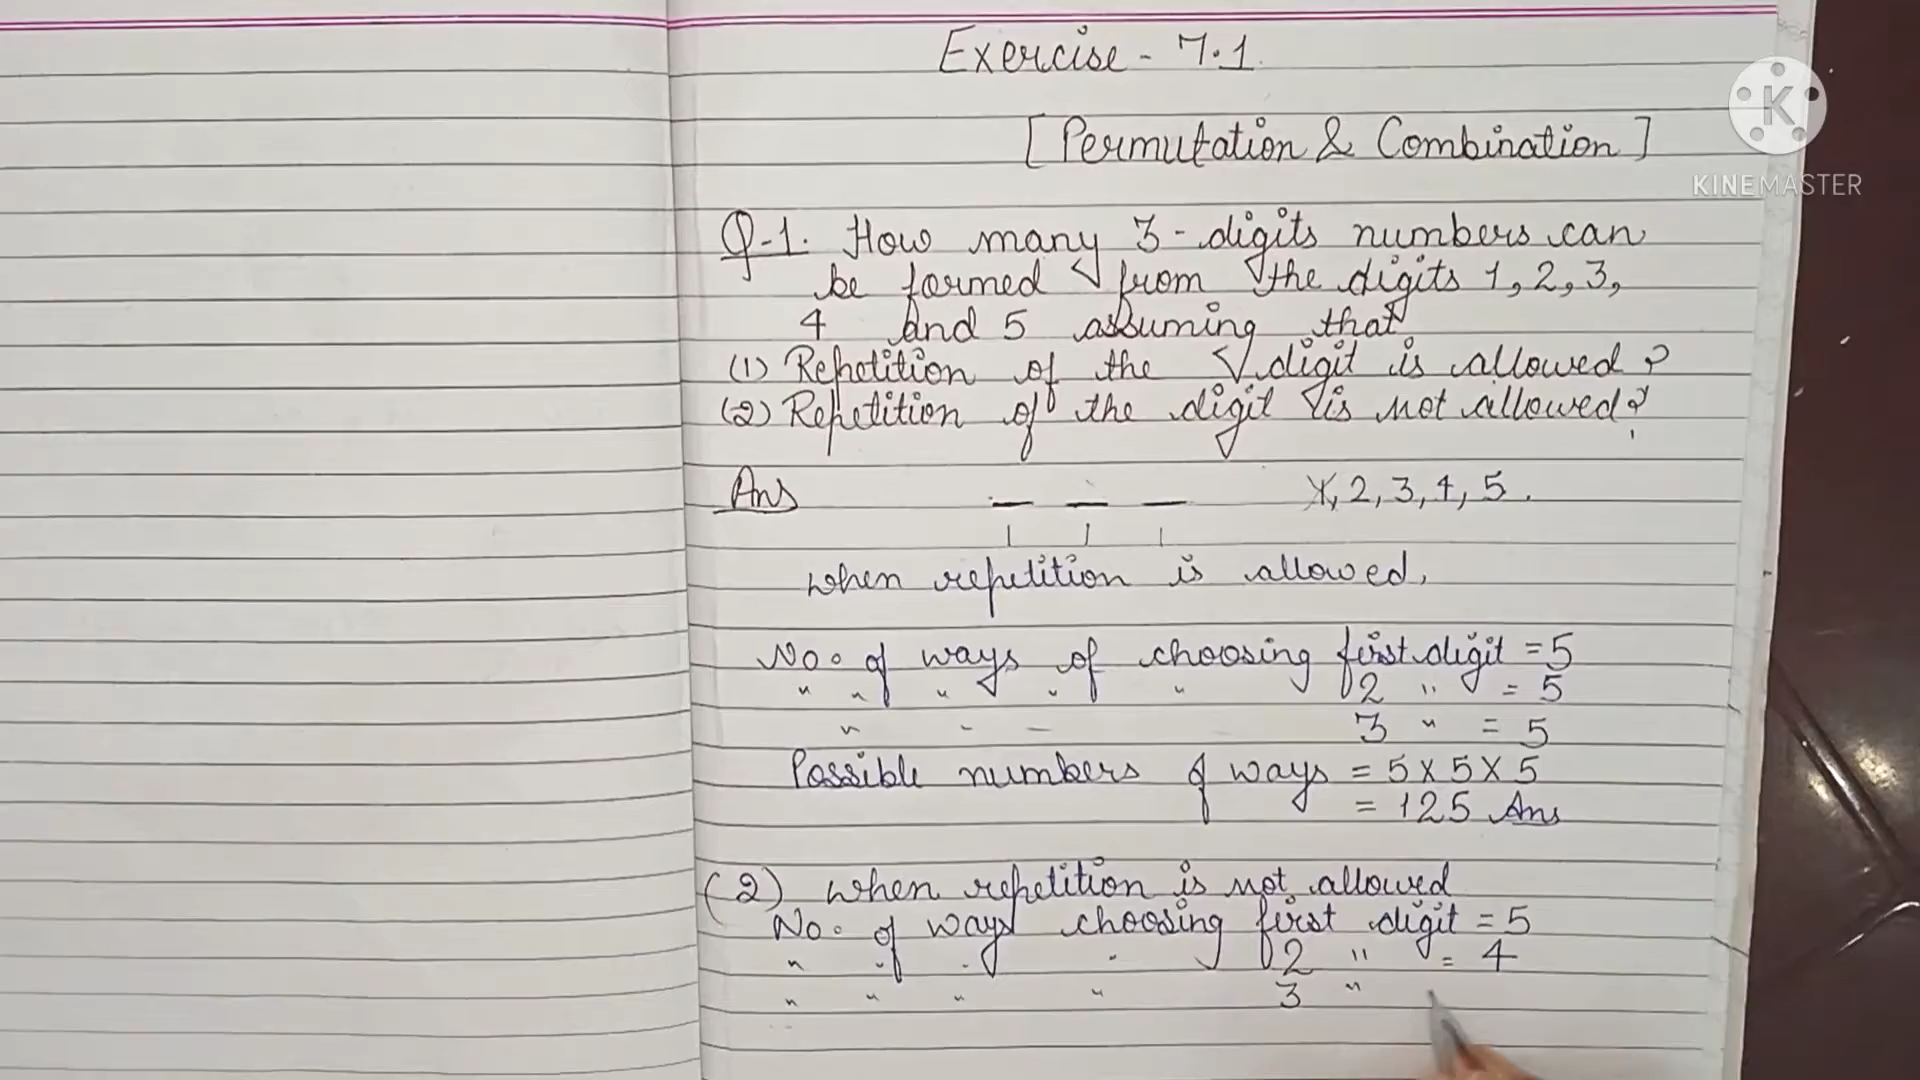 Exercise - 7.1
[Permutation & Combination]
K
KINEMASTER
Q-1. How many 3-digits numbers can
be formed from the digits 1, 2, 3,
4 and 5 assuming that
(1) Repetition of the digit is allowed?
(2) Repetition of the digit is not allowed?
Ans _ _ _ 1, 2, 3, 4, 5.
when repetition is allowed,
No. of ways of choosing first digit = 5
" " " " " 2 " = 5
" " - 3 " = 5
Possible numbers of ways = 5 x 5 x 5
= 125 Ans
(2) when repetition is not allowed
No. of ways choosing first digit = 5
" " " " 2 " = 4
" " " " 3 "